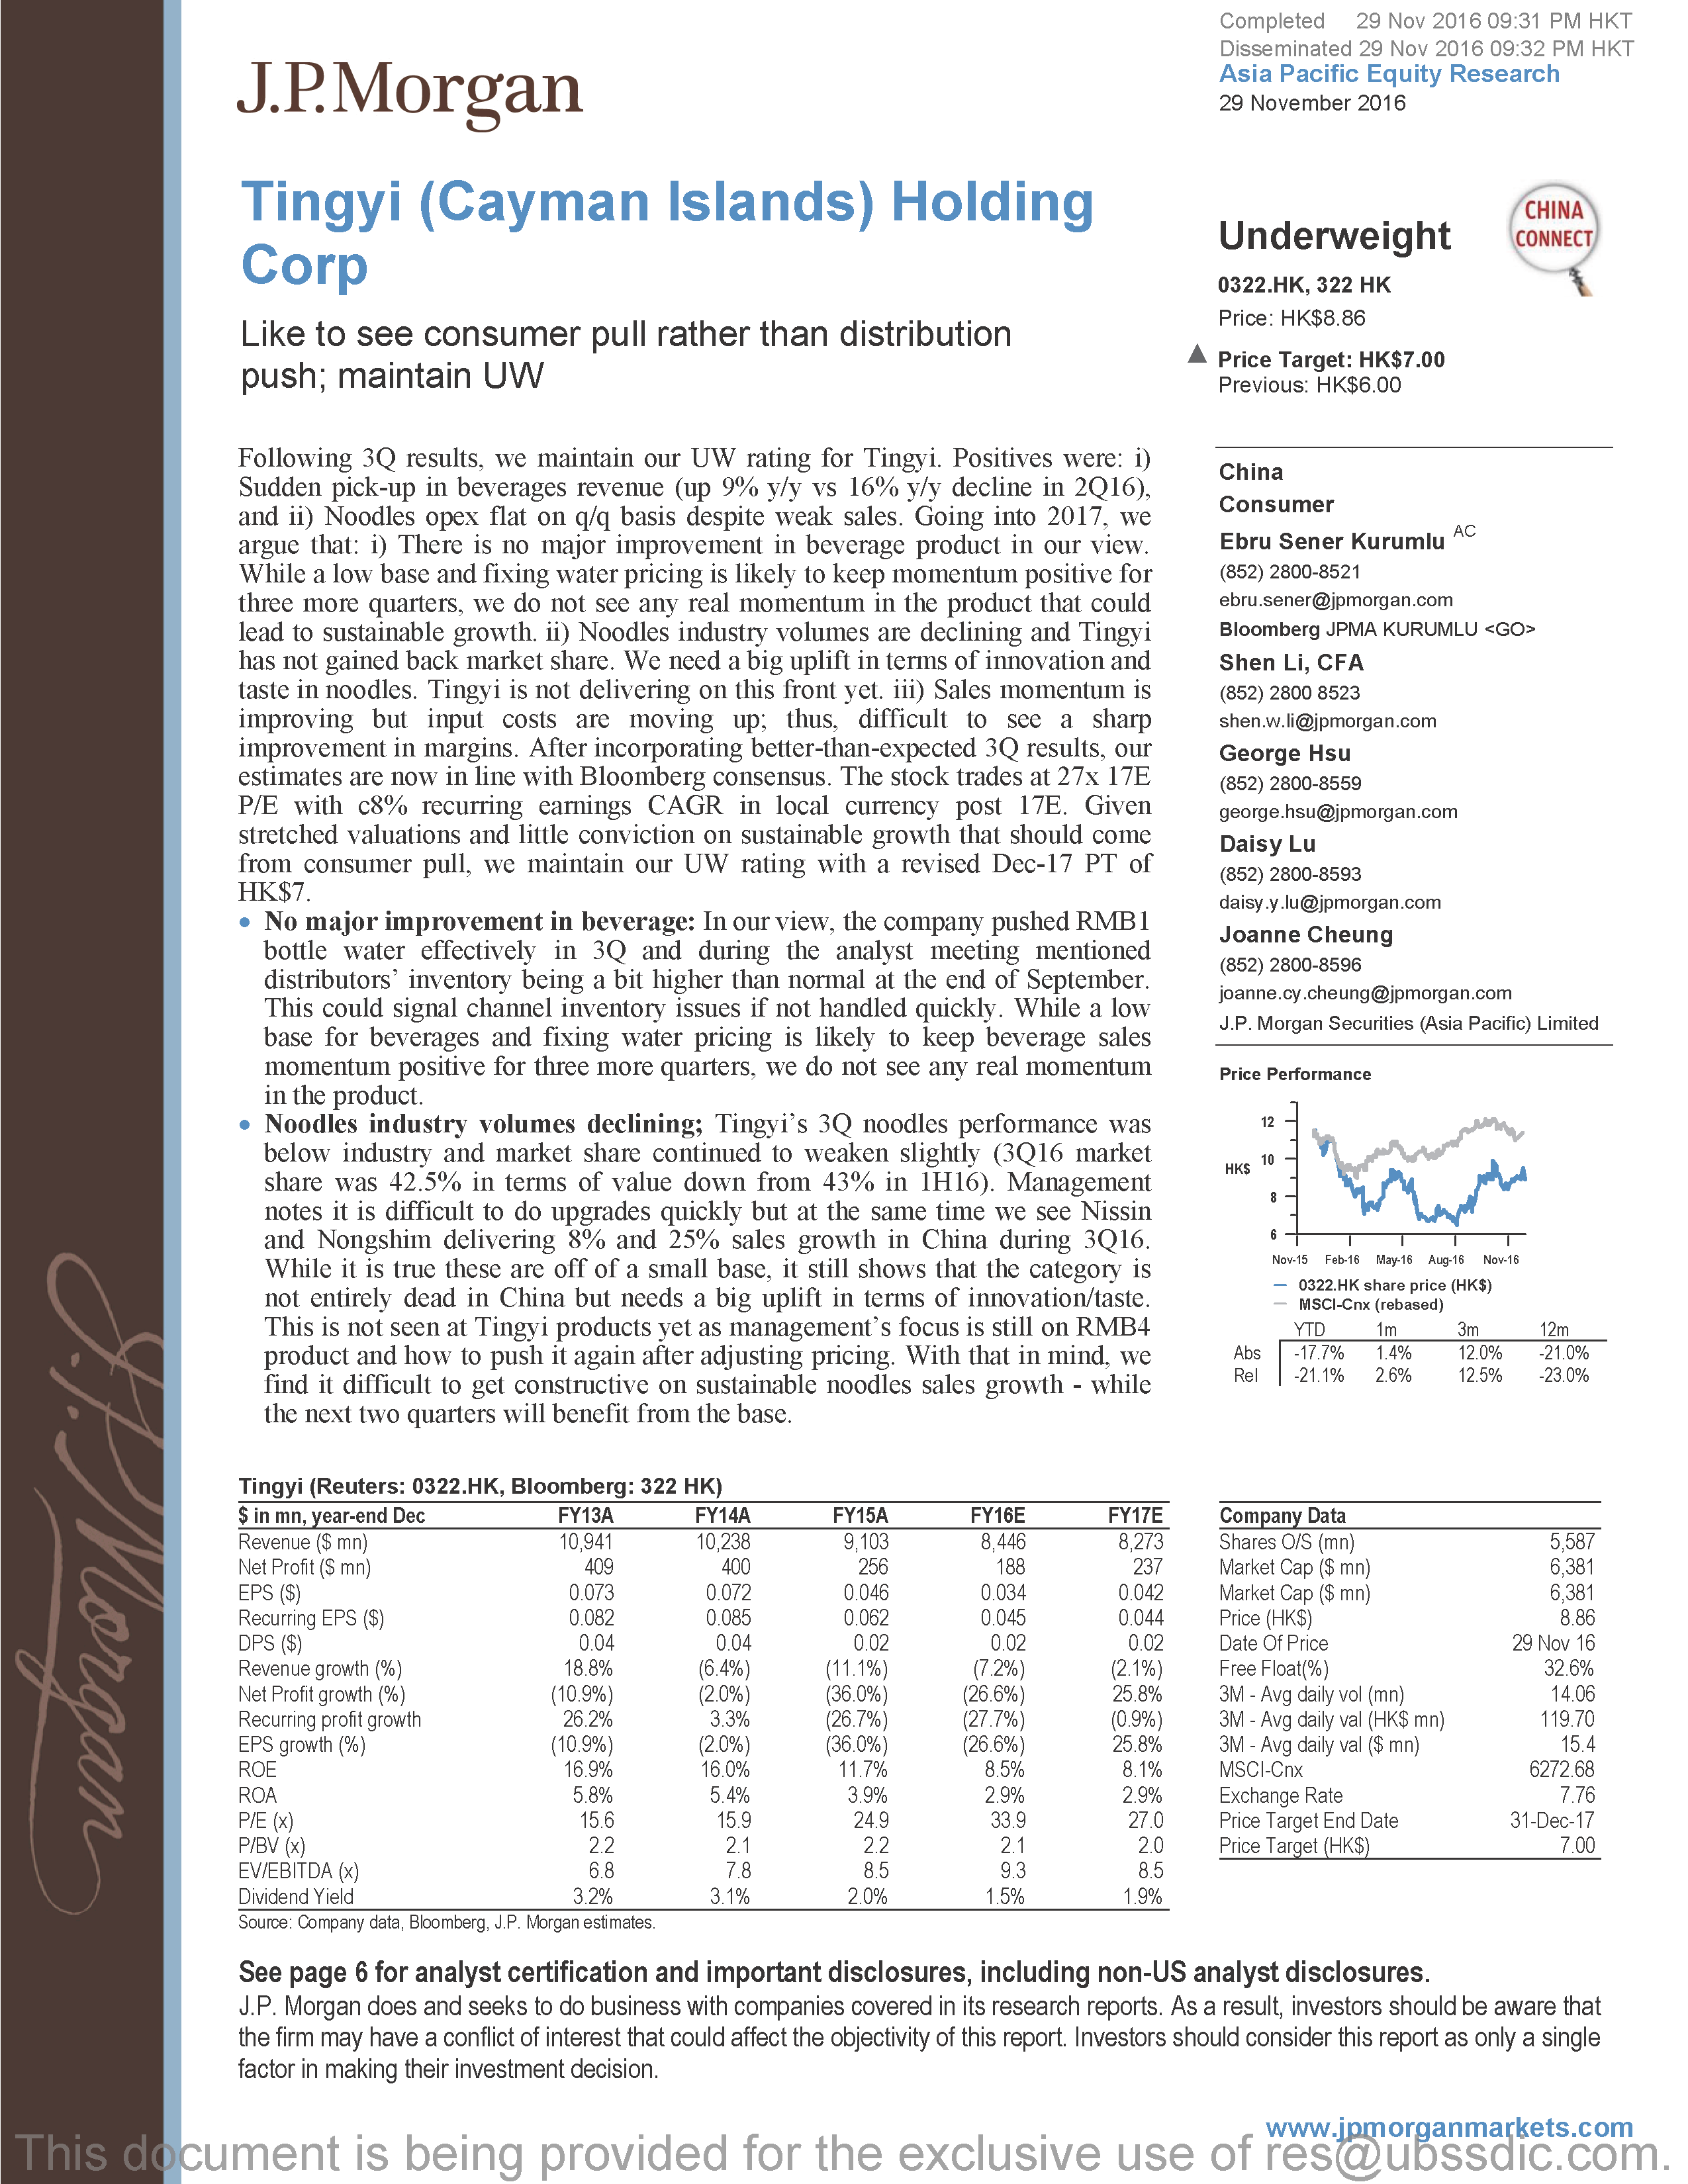 Completed 29 Nov 2016 09:31 PM HKT
Disseminated 29 Nov 2016 09:32 PM HKT
Asia Pacific Equity Research
29 November 2016
J.P.Morgan
Tingyi (Cayman Islands) Holding
Corp
Like to see consumer pull rather than distribution
push; maintain UW
Underweight
CHINA
CONNECT
0322.HK, 322 HK
Price: HK$8.86
▲ Price Target: HK$7.00
Previous: HK$6.00
Following 3Q results, we maintain our UW rating for Tingyi. Positives were: i)
Sudden pick-up in beverages revenue (up 9% y/y vs 16% y/y decline in 2Q16),
and ii) Noodles opex flat on q/q basis despite weak sales. Going into 2017, we
argue that: i) There is no major improvement in beverage product in our view.
While a low base and fixing water pricing is likely to keep momentum positive for
three more quarters, we do not see any real momentum in the product that could
lead to sustainable growth. ii) Noodles industry volumes are declining and Tingyi
has not gained back market share. We need a big uplift in terms of innovation and
taste in noodles. Tingyi is not delivering on this front yet. iii) Sales momentum is
improving but input costs are moving up; thus, difficult to see a sharp
improvement in margins. After incorporating better-than-expected 3Q results, our
estimates are now in line with Bloomberg consensus. The stock trades at 27x 17E
P/E with c8% recurring earnings CAGR in local currency post 17E. Given
stretched valuations and little conviction on sustainable growth that should come
from consumer pull, we maintain our UW rating with a revised Dec-17 PT of
HK$7.
• No major improvement in beverage: In our view, the company pushed RMB1
bottle water effectively in 3Q and during the analyst meeting mentioned
distributors’ inventory being a bit higher than normal at the end of September.
This could signal channel inventory issues if not handled quickly. While a low
base for beverages and fixing water pricing is likely to keep beverage sales
momentum positive for three more quarters, we do not see any real momentum
in the product.
• Noodles industry volumes declining; Tingyi’s 3Q noodles performance was
below industry and market share continued to weaken slightly (3Q16 market
share was 42.5% in terms of value down from 43% in 1H16). Management
notes it is difficult to do upgrades quickly but at the same time we see Nissin
and Nongshim delivering 8% and 25% sales growth in China during 3Q16.
While it is true these are off of a small base, it still shows that the category is
not entirely dead in China but needs a big uplift in terms of innovation/taste.
This is not seen at Tingyi products yet as management’s focus is still on RMB4
product and how to push it again after adjusting pricing. With that in mind, we
find it difficult to get constructive on sustainable noodles sales growth - while
the next two quarters will benefit from the base.
China
Consumer
Ebru Sener Kurumlu AC
(852) 2800-8521
ebru.sener@jpmorgan.com
Bloomberg JPMA KURUMLU <GO>
Shen Li, CFA
(852) 2800 8523
shen.w.li@jpmorgan.com
George Hsu
(852) 2800-8559
george.hsu@jpmorgan.com
Daisy Lu
(852) 2800-8593
daisy.y.lu@jpmorgan.com
Joanne Cheung
(852) 2800-8596
joanne.cy.cheung@jpmorgan.com
J.P. Morgan Securities (Asia Pacific) Limited
Price Performance
12
10
HK$
8
6
Nov-15 Feb-16 May-16 Aug-16 Nov-16
0322.HK share price (HK$)
MSCI-Cnx (rebased)
YTD 1m 3m 12m
Abs -17.7% 1.4% 12.0% -21.0%
Rel -21.1% 2.6% 12.5% -23.0%
Tingyi (Reuters: 0322.HK, Bloomberg: 322 HK)
$ in mn, year-end Dec FY13A FY14A FY15A FY16E FY17E
Revenue ($ mn) 10,941 10,238 9,103 8,446 8,273
Net Profit ($ mn) 409 400 256 188 237
EPS ($) 0.073 0.072 0.046 0.034 0.042
Recurring EPS ($) 0.082 0.085 0.062 0.045 0.044
DPS ($) 0.04 0.04 0.02 0.02 0.02
Revenue growth (%) 18.8% (6.4%) (11.1%) (7.2%) (2.1%)
Net Profit growth (%) (10.9%) (2.0%) (36.0%) (26.6%) 25.8%
Recurring profit growth 26.2% 3.3% (26.7%) (27.7%) (0.9%)
EPS growth (%) (10.9%) (2.0%) (36.0%) (26.6%) 25.8%
ROE 16.9% 16.0% 11.7% 8.5% 8.1%
ROA 5.8% 5.4% 3.9% 2.9% 2.9%
P/E (x) 15.6 15.9 24.9 33.9 27.0
P/BV (x) 2.2 2.1 2.2 2.1 2.0
EV/EBITDA (x) 6.8 7.8 8.5 9.3 8.5
Dividend Yield 3.2% 3.1% 2.0% 1.5% 1.9%
Source: Company data, Bloomberg, J.P. Morgan estimates.
Company Data
Shares O/S (mn) 5,587
Market Cap ($ mn) 6,381
Market Cap ($ mn) 6,381
Price (HK$) 8.86
Date Of Price 29 Nov 16
Free Float(%) 32.6%
3M - Avg daily vol (mn) 14.06
3M - Avg daily val (HK$ mn) 119.70
3M - Avg daily val ($ mn) 15.4
MSCI-Cnx 6272.68
Exchange Rate 7.76
Price Target End Date 31-Dec-17
Price Target (HK$) 7.00
J.P. Morgan
See page 6 for analyst certification and important disclosures, including non-US analyst disclosures.
J.P. Morgan does and seeks to do business with companies covered in its research reports. As a result, investors should be aware that
the firm may have a conflict of interest that could affect the objectivity of this report. Investors should consider this report as only a single
factor in making their investment decision.
www.jpmorganmarkets.com
This document is being provided for the exclusive use of res@ubssdic.com.